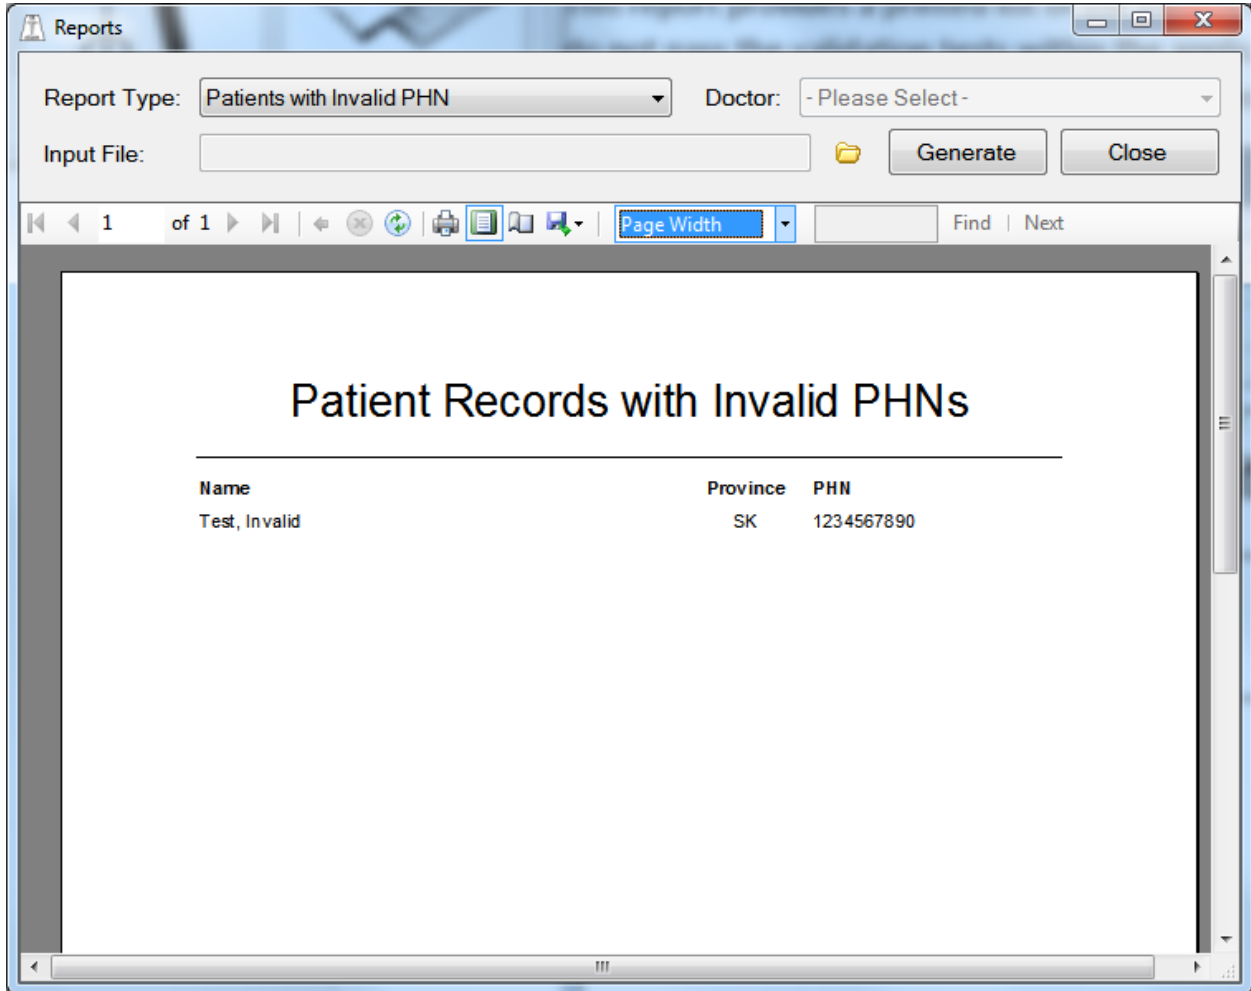 Reports
Report Type: Patients with Invalid PHN Doctor: - Please Select -
Input File: Generate Close
1 of 1 Page Width Find | Next
Patient Records with Invalid PHNs
Name Province PHN
Test, Invalid SK 1234567890